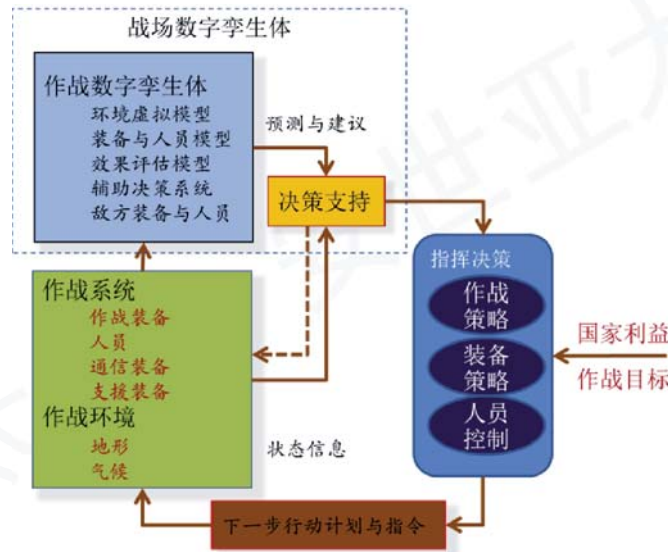 战场数字孪生体
作战数字孪生体
环境虚拟模型
装备与人员模型
效果评估模型
辅助决策系统
敌方装备与人员
预测与建议
决策支持
作战系统
作战装备
人员
通信装备
支援装备
作战环境
地形
气候
状态信息
指挥决策
作战
策略
装备
策略
人员
控制
国家利益
作战目标
下一步行动计划与指令